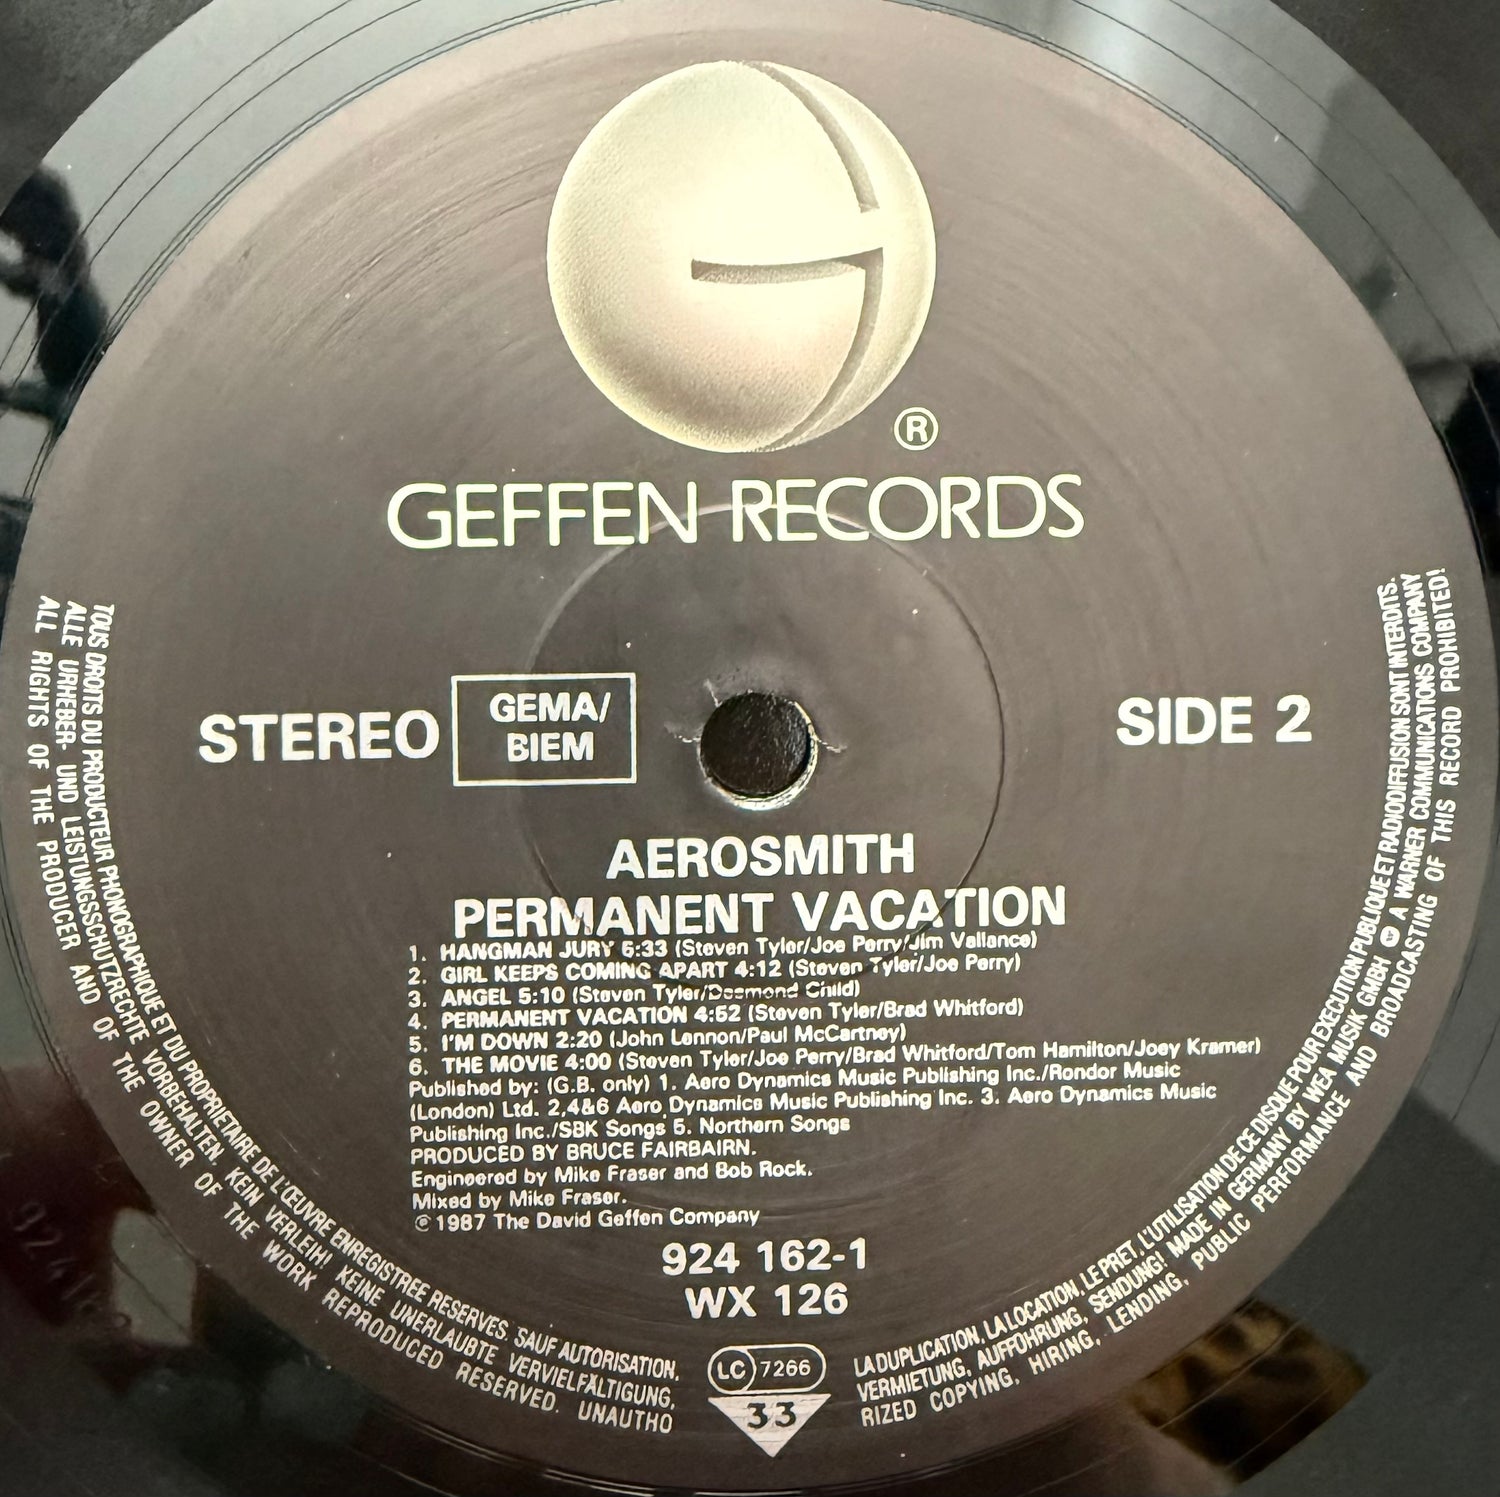 ®
GEFFEN RECORDS
STEREO
GEMA/
BIEM
SIDE 2
AEROSMITH
PERMANENT VACATION
1. HANGMAN JURY 5:33 (Steven Tyler/Joe Perry/Jim Vallance)
2. GIRL KEEPS COMING APART 4:12 (Steven Tyler/Joe Perry)
3. ANGEL 5:10 (Steven Tyler/Desmond Child)
4. PERMANENT VACATION 4:52 (Steven Tyler/Brad Whitford)
5. I'M DOWN 2:20 (John Lennon/Paul McCartney)
6. THE MOVIE 4:00 (Steven Tyler/Joe Perry/Brad Whitford/Tom Hamilton/Joey Kramer)
Published by: (G.B. only) 1. Aero Dynamics Music Publishing Inc./Rondor Music
(London) Ltd. 2,4&6 Aero Dynamics Music Publishing Inc. 3. Aero Dynamics Music
Publishing Inc./SBK Songs 5. Northern Songs
PRODUCED BY BRUCE FAIRBAIRN.
Engineered by Mike Fraser and Bob Rock.
Mixed by Mike Fraser.
℗ 1987 The David Geffen Company
924 162-1
WX 126
LC 7266
33
TOUS DROITS DU PRODUCTEUR PHONOGRAPHIQUE ET DU PROPRIETAIRE DE L'ŒUVRE ENREGISTREE RESERVES. SAUF AUTORISATION, LA DUPLICATION, LA LOCATION, LE PRET, L'UTILISATION DE CE DISQUE POUR EXECUTION PUBLIQUE ET RADIODIFFUSION SONT INTERDITS.
ALLE URHEBER- UND LEISTUNGSSCHUTZRECHTE VORBEHALTEN. KEIN VERLEIH! KEINE UNERLAUBTE VERVIELFÄLTIGUNG, VERMIETUNG, AUFFÜHRUNG, SENDUNG! MADE IN GERMANY BY WEA MUSIK GMBH A WARNER COMMUNICATIONS COMPANY
ALL RIGHTS OF THE PRODUCER AND OF THE OWNER OF THE WORK REPRODUCED RESERVED. UNAUTHORIZED COPYING, HIRING, LENDING, PUBLIC PERFORMANCE AND BROADCASTING OF THIS RECORD PROHIBITED!